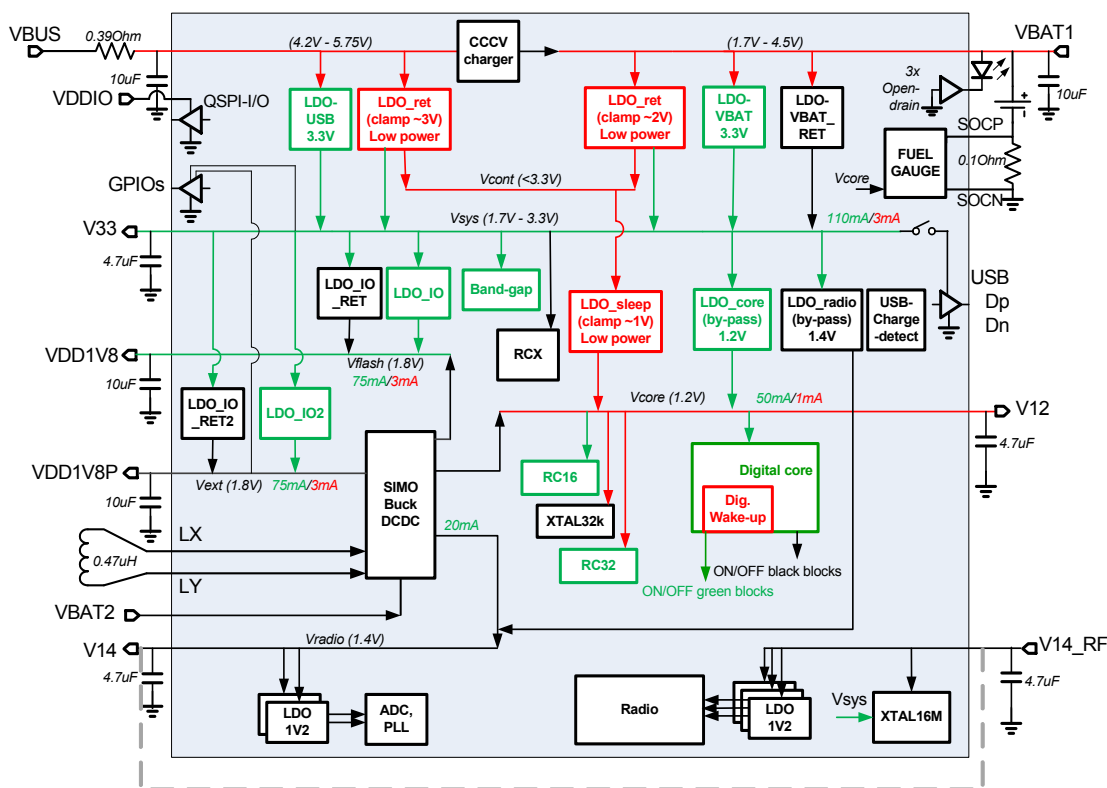 VBUS
0.39Ohm
(4.2V - 5.75V)
CCCV
charger
(1.7V - 4.5V)
VBAT1
10uF
VDDIO
QSPI-I/O
LDO-
USB
3.3V
LDO_ret
(clamp ~3V)
Low power
LDO_ret
(clamp ~2V)
Low power
LDO-
VBAT
3.3V
LDO-
VBAT_
RET
3x
Open-
drain
10uF
+
SOCP
FUEL
GAUGE
0.1Ohm
Vcore
SOCN
GPIOs
Vcont (<3.3V)
V33
Vsys (1.7V - 3.3V)
110mA/3mA
4.7uF
LDO_IO
_RET
LDO_IO
Band-gap
RCX
LDO_sleep
(clamp ~1V)
Low power
LDO_core
(by-pass)
1.2V
LDO_radio
(by-pass)
1.4V
USB-
Charge
-detect
USB
Dp
Dn
VDD1V8
Vflash (1.8V)
75mA/3mA
10uF
LDO_IO
_RET2
LDO_IO2
Vcore (1.2V)
50mA/1mA
V12
4.7uF
VDD1V8P
Vext (1.8V)
75mA/3mA
10uF
SIMO
Buck
DCDC
20mA
RC16
XTAL32k
RC32
Digital core
Dig.
Wake-up
ON/OFF black blocks
ON/OFF green blocks
LX
0.47uH
LY
VBAT2
V14
Vradio (1.4V)
V14_RF
4.7uF
LDO
1V2
ADC,
PLL
Radio
LDO
1V2
Vsys
XTAL16M
4.7uF